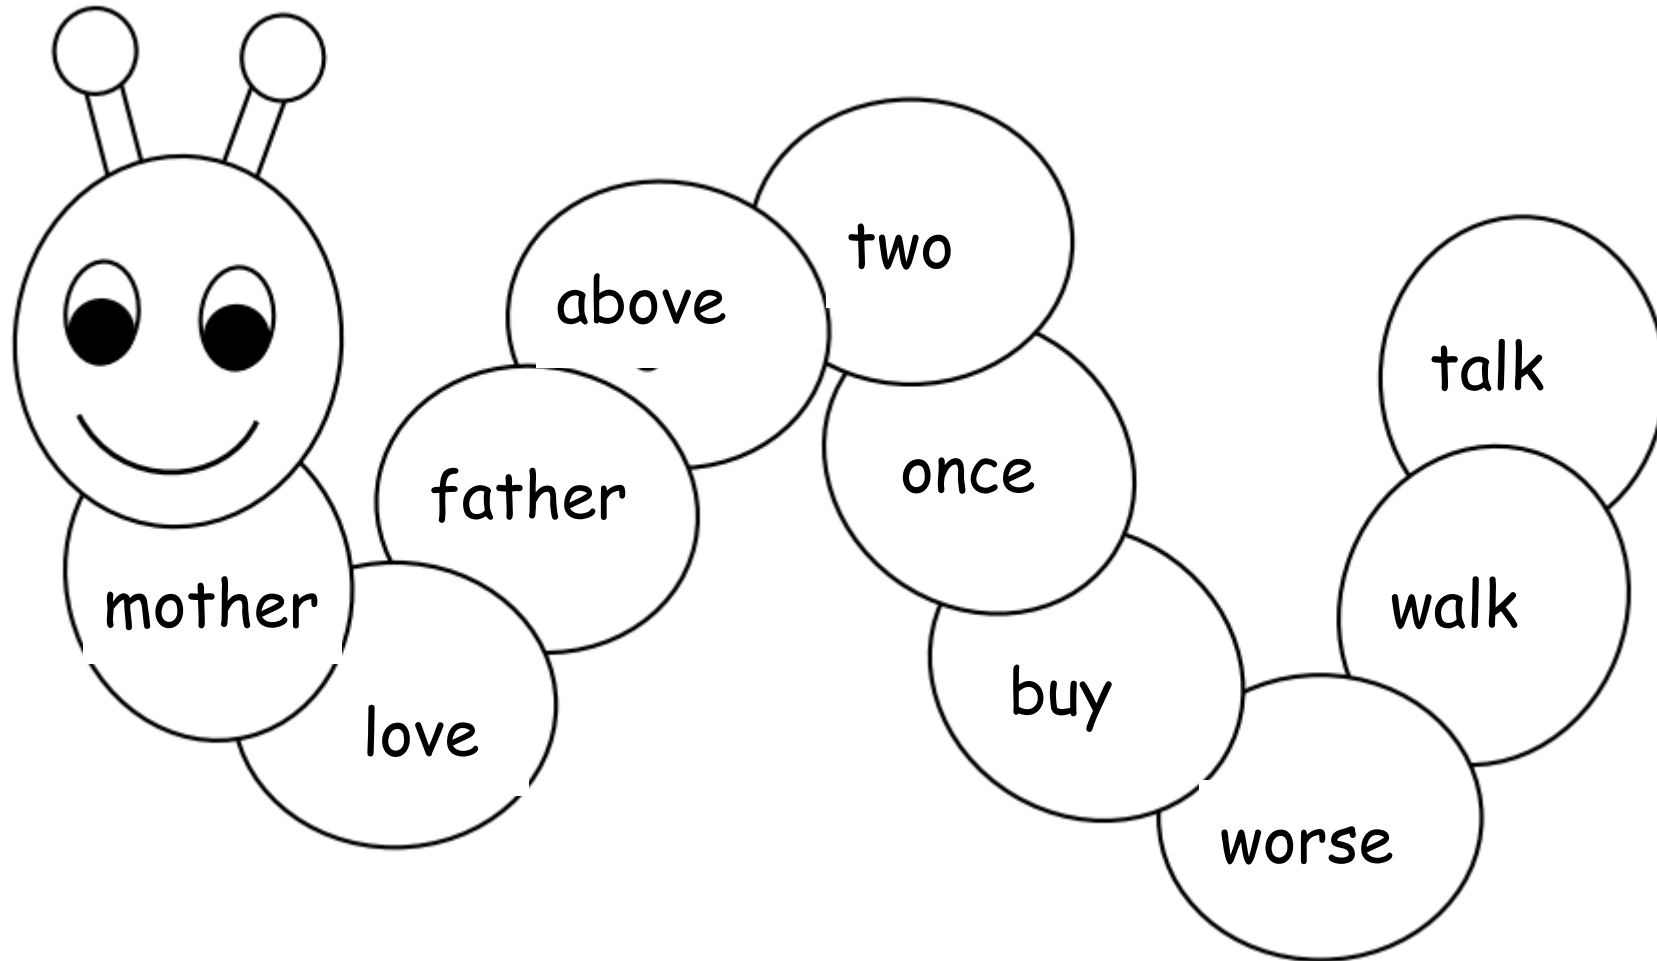 mother
love
father
above
two
once
buy
worse
walk
talk